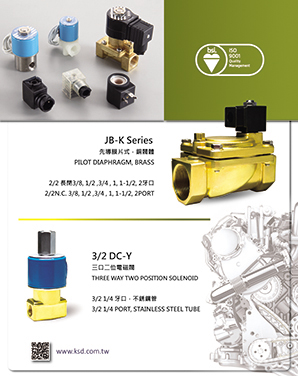 bsi.
ISO
9001
Quality
Management
JB-K Series
先導膜片式，銅閥體
PILOT DIAPHRAGM, BRASS
2/2 長閉3/8, 1/2 ,3/4 , 1, 1-1/2, 2牙口
2/2N.C. 3/8, 1/2 ,3/4 , 1, 1-1/2, 2PORT
3/2 DC-Y
三口二位電磁閥
THREE WAY TWO POSITION SOLENOID
3/2 1/4 牙口，不銹鋼管
3/2 1/4 PORT, STAINLESS STEEL TUBE
www.ksd.com.tw